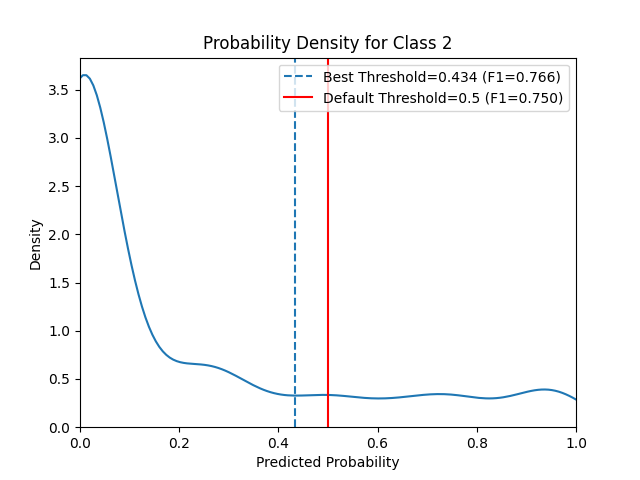 Probability Density for Class 2
Best Threshold=0.434 (F1=0.766)
Default Threshold=0.5 (F1=0.750)
Density
3.5
3.0
2.5
2.0
1.5
1.0
0.5
0.0
0.0 0.2 0.4 0.6 0.8 1.0
Predicted Probability